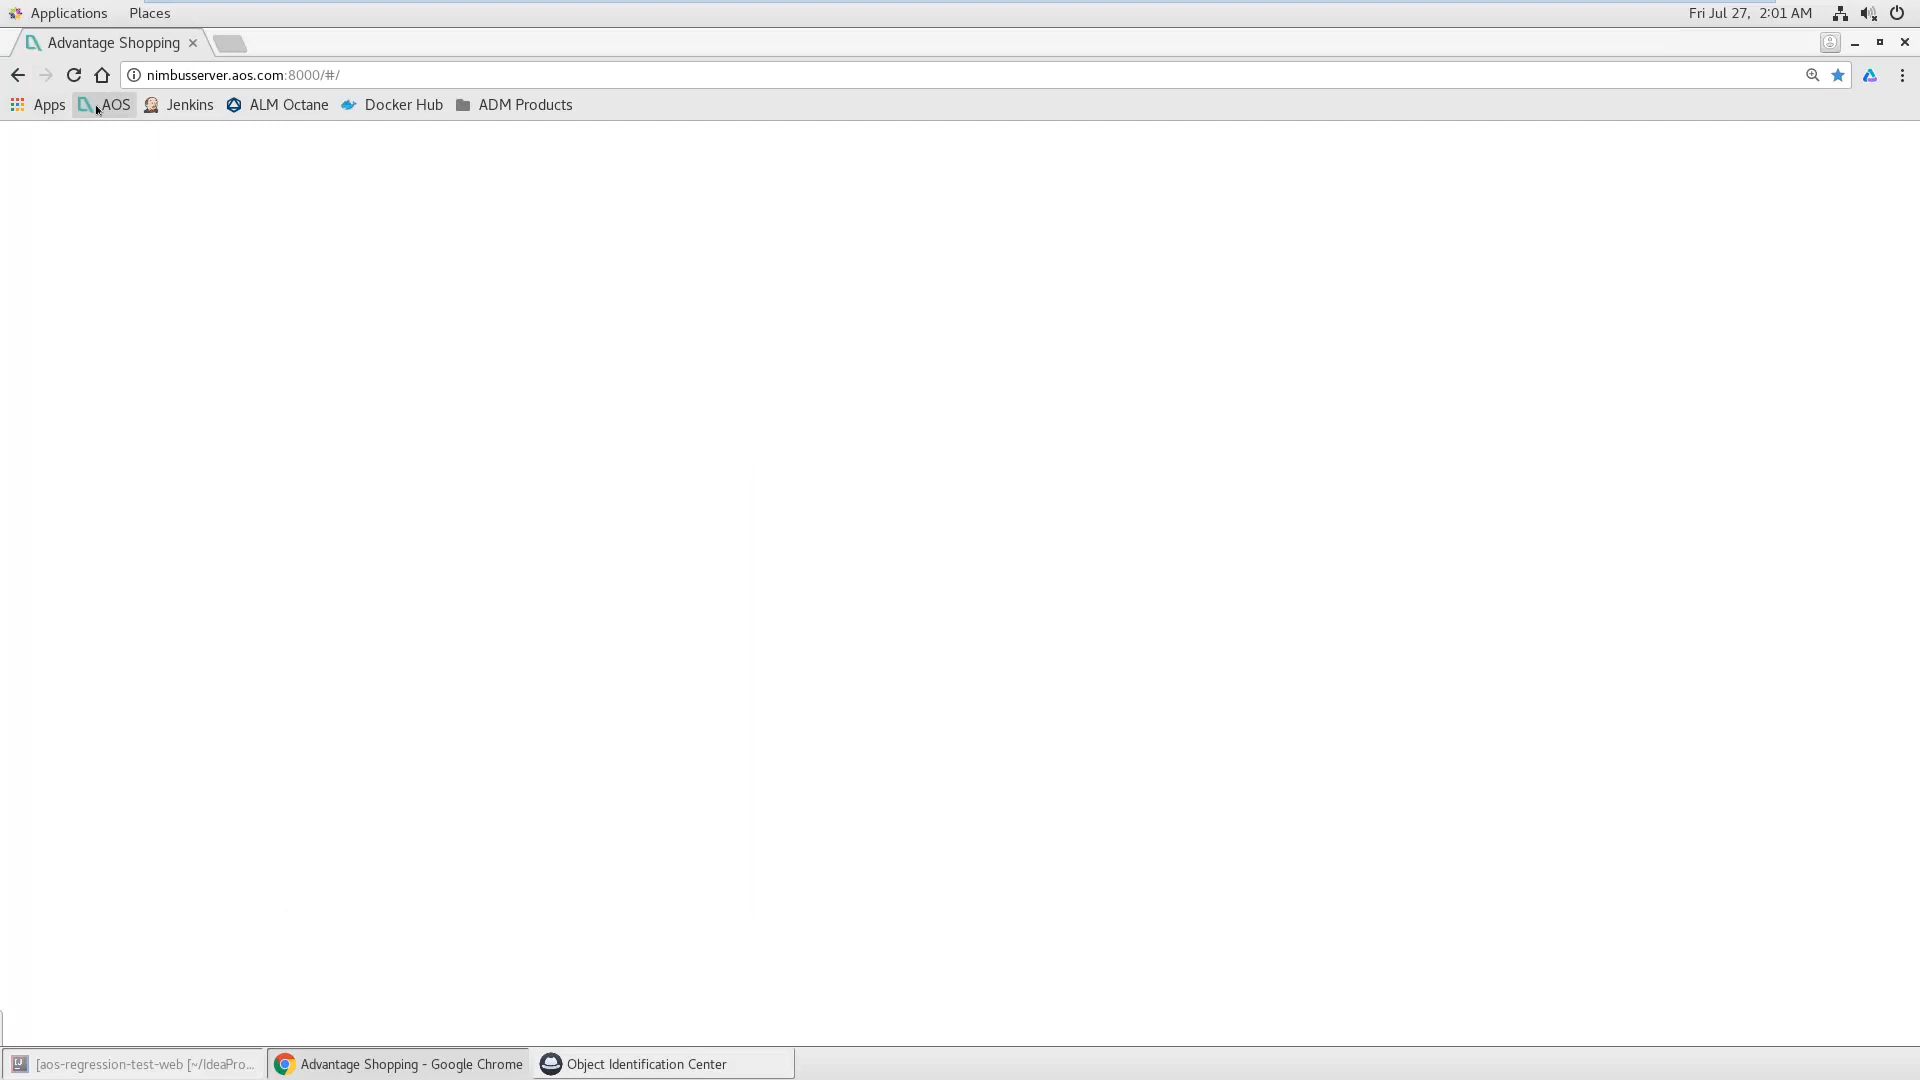 Applications Places Fri Jul 27, 2:01 AM
Advantage Shopping
nimbusserver.aos.com:8000/#/
Apps AOS Jenkins ALM Octane Docker Hub ADM Products
[aos-regression-test-web [~/IdeaPro... Advantage Shopping - Google Chrome Object Identification Center